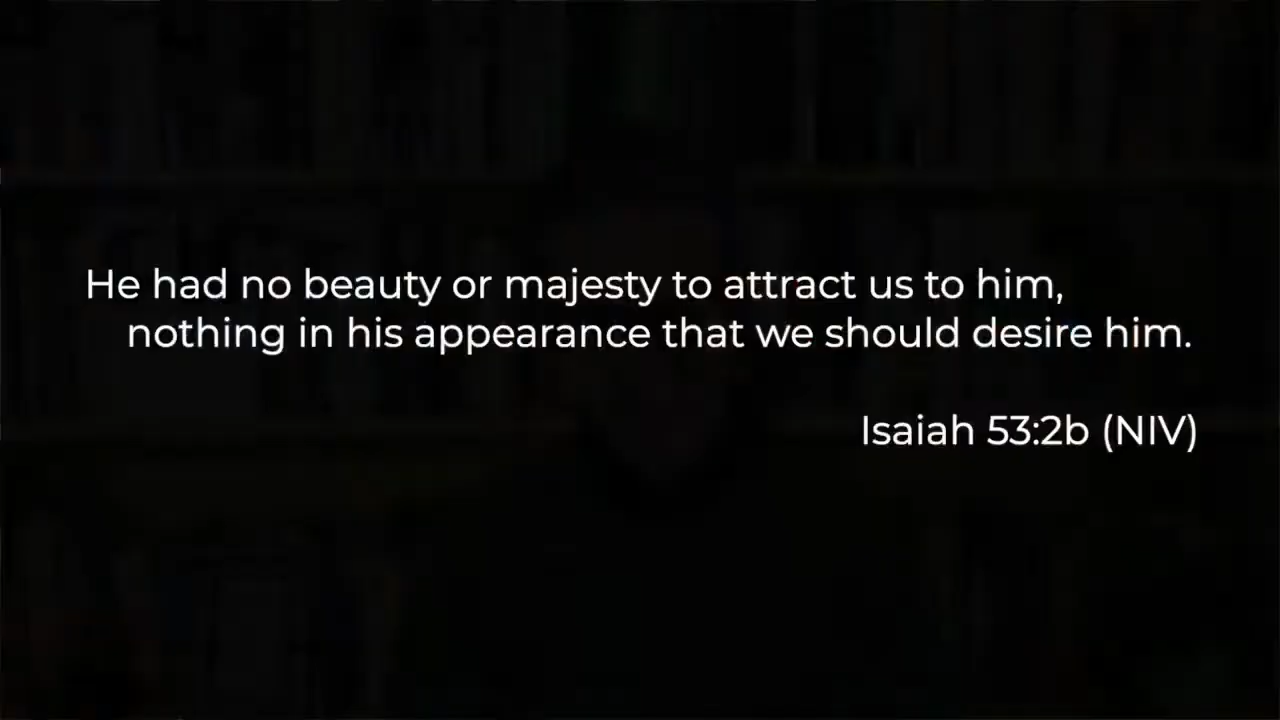 He had no beauty or majesty to attract us to him,
nothing in his appearance that we should desire him.
Isaiah 53:2b (NIV)